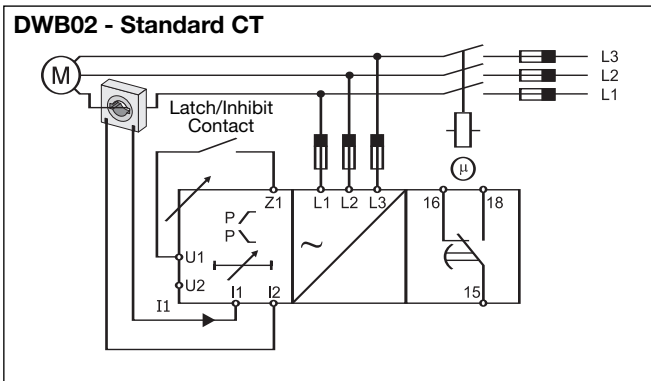 DWB02 - Standard CT
L3
M
L2
L1
Latch/Inhibit
Contact
μ
Z1
L1 L2 L3
16
18
P
P
~
U1
U2
I1
I1
I2
15